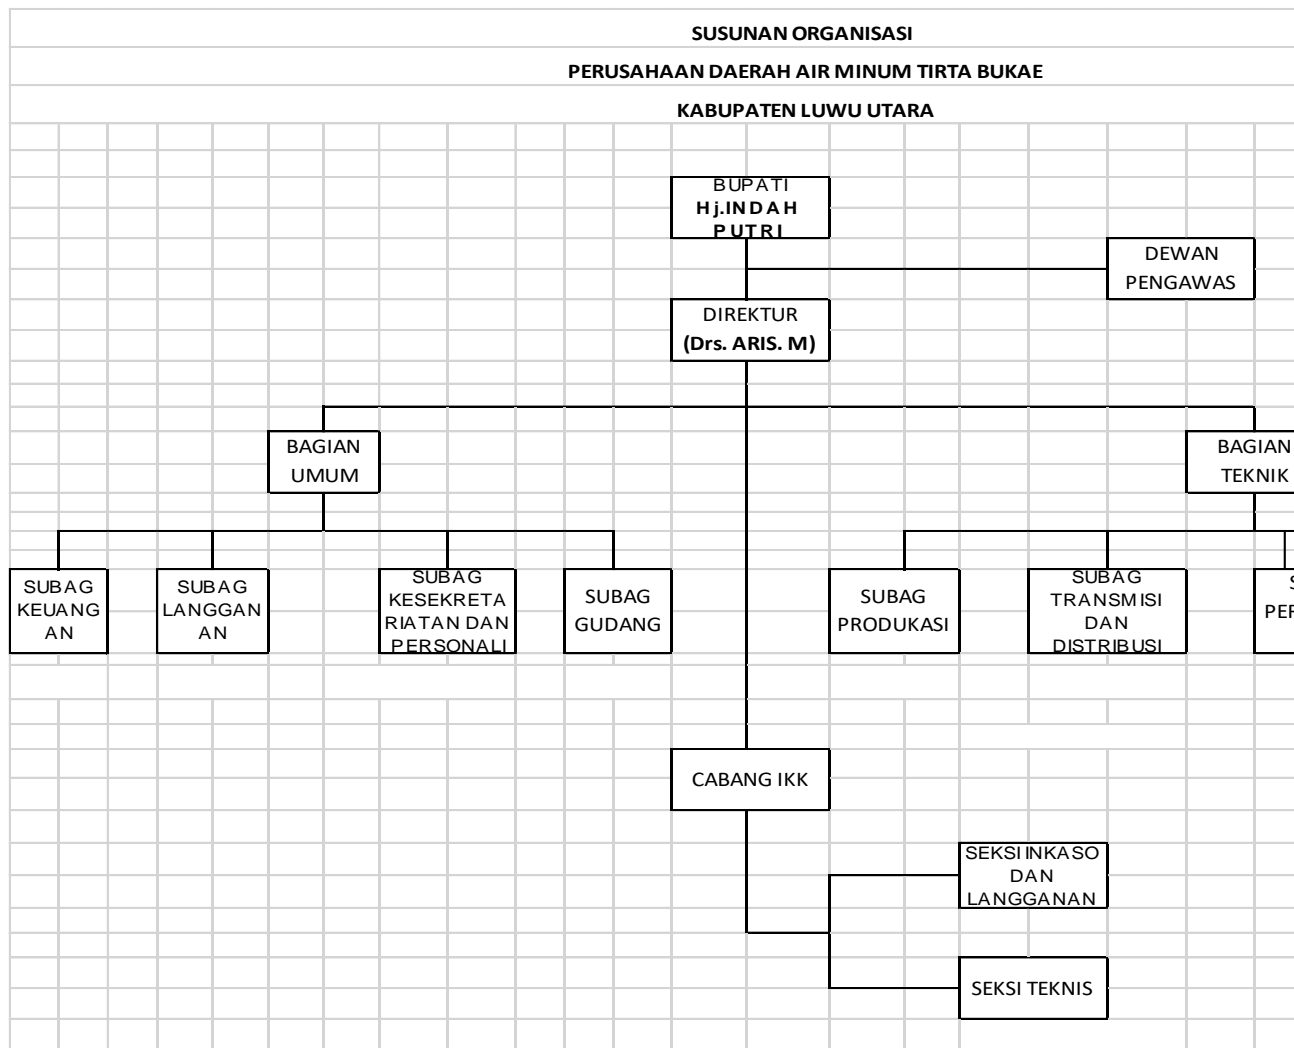 SUSUNAN ORGANISASI
PERUSAHAAN DAERAH AIR MINUM TIRTA BUKAE
KABUPATEN LUWU UTARA
BUPATI
Hj.INDAH
PUTRI
DEWAN
PENGAWAS
DIREKTUR
(Drs. ARIS. M)
BAGIAN
UMUM
BAGIAN
TEKNIK
SUBAG
KEUANG
AN
SUBAG
LANGGAN
AN
SUBAG
KESEKRETA
RIATAN DAN
PERSONALI
SUBAG
GUDANG
SUBAG
PRODUKASI
SUBAG
TRANSMISI
DAN
DISTRIBUSI
CABANG IKK
SEKSI INKASO
DAN
LANGGANAN
SEKSI TEKNIS